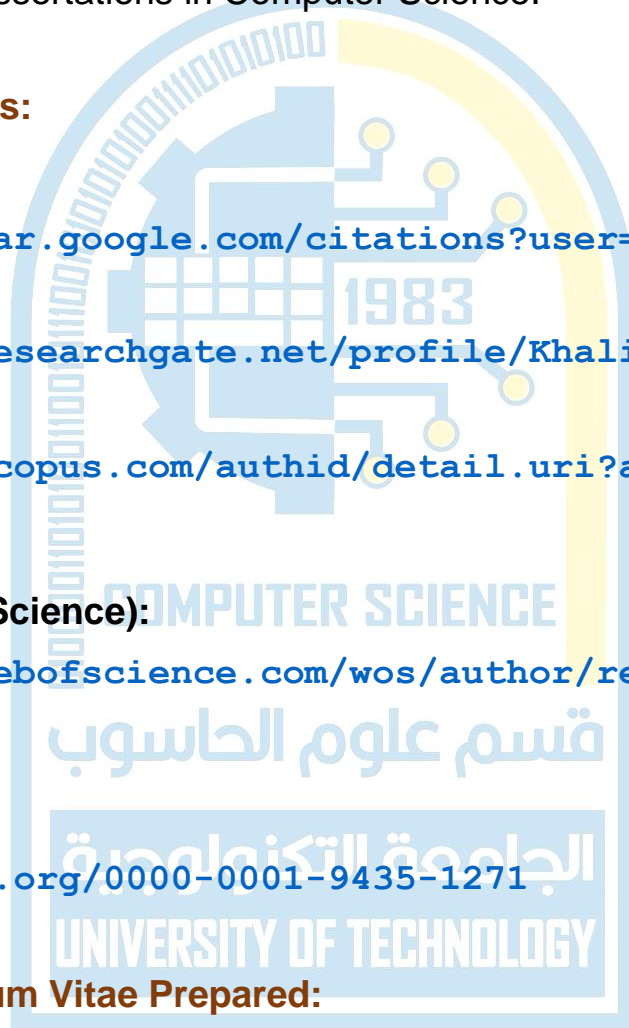 ssertations in Computer Science.
s:
ar.google.com/citations?user=
1983
esearchgate.net/profile/Khali
copus.com/authid/detail.uri?a
Science):
COMPUTER SCIENCE
ebofscience.com/wos/author/re
قسم علوم الحاسوب
الجامعة التكنولوجية
.org/0000-0001-9435-1271
UNIVERSITY OF TECHNOLOGY
um Vitae Prepared: